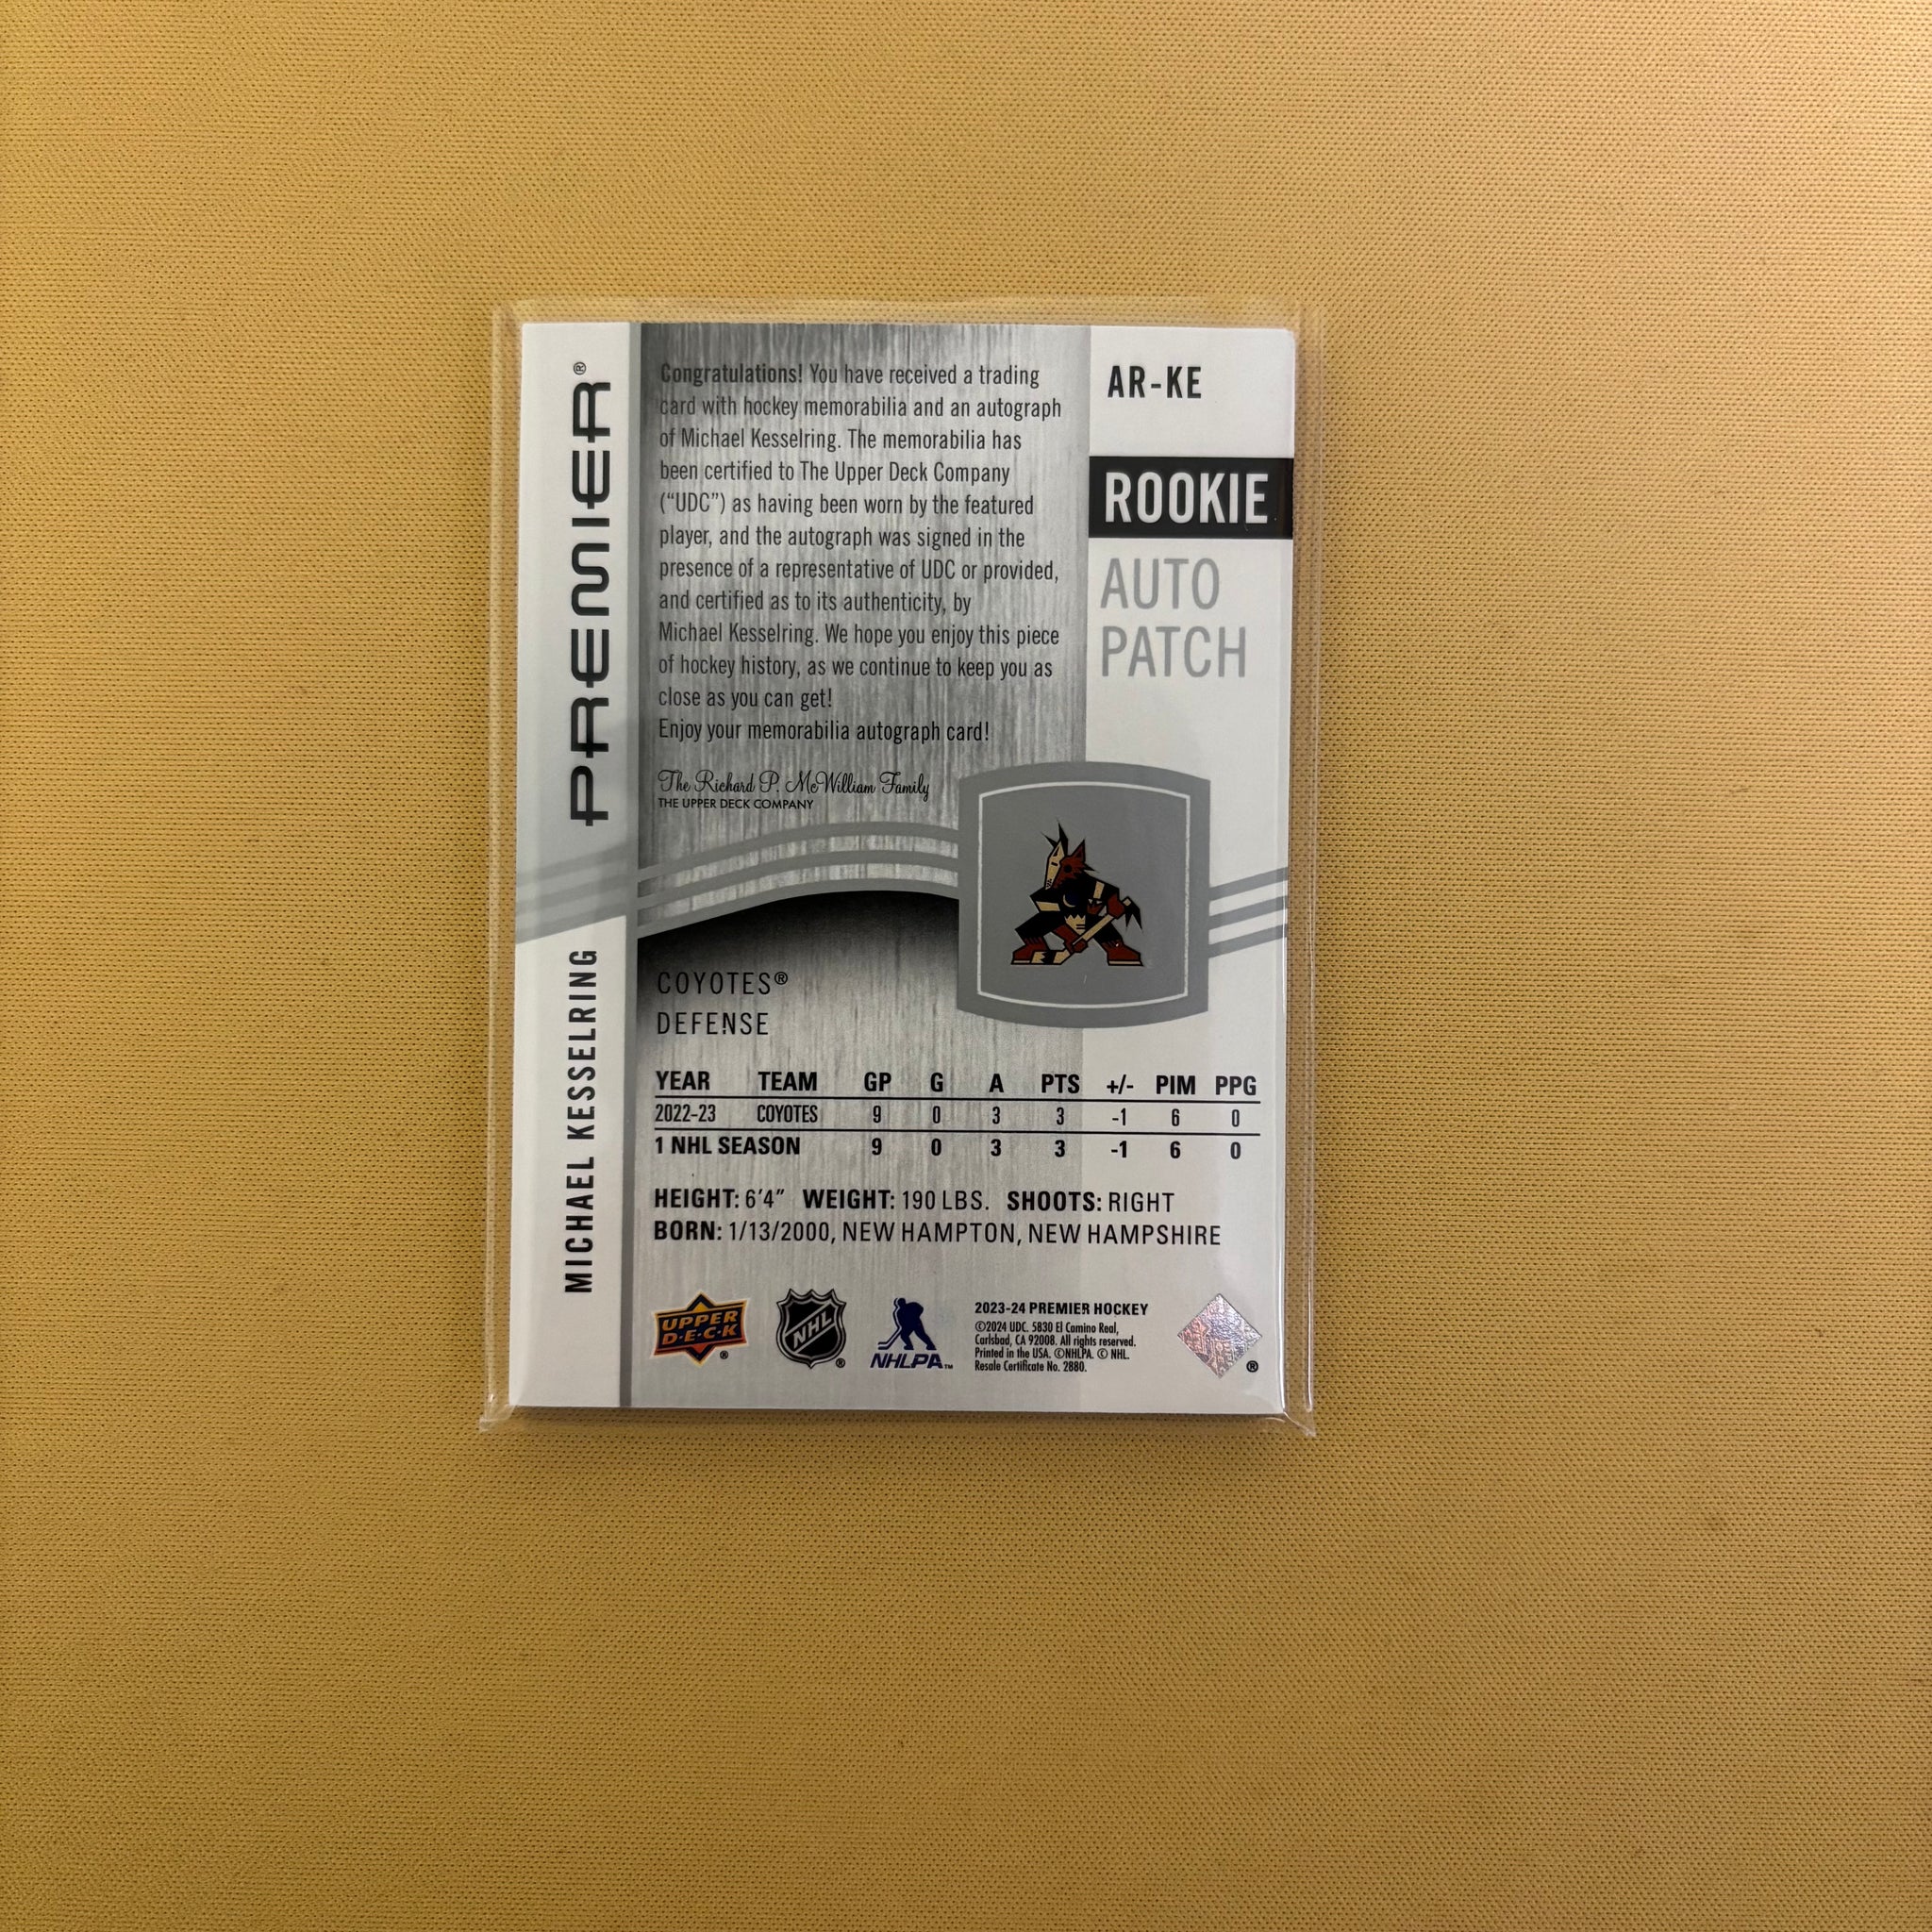 PREMIER®
MICHAEL KESSELRING
Congratulations! You have received a trading
card with hockey memorabilia and an autograph
of Michael Kesselring. The memorabilia has
been certified to The Upper Deck Company
(“UDC”) as having been worn by the featured
player, and the autograph was signed in the
presence of a representative of UDC or provided,
and certified as to its authenticity, by
Michael Kesselring. We hope you enjoy this piece
of hockey history, as we continue to keep you as
close as you can get!
Enjoy your memorabilia autograph card!
The Richard P. McWilliam Family
THE UPPER DECK COMPANY
AR-KE
ROOKIE
AUTO
PATCH
COYOTES®
DEFENSE
YEAR TEAM GP G A PTS +/- PIM PPG
2022-23 COYOTES 9 0 3 3 -1 6 0
1 NHL SEASON 9 0 3 3 -1 6 0
HEIGHT: 6’4” WEIGHT: 190 LBS. SHOOTS: RIGHT
BORN: 1/13/2000, NEW HAMPTON, NEW HAMPSHIRE
UPPER
D·E·C·K ®
NHL ®
NHLPA™
2023-24 PREMIER HOCKEY
©2024 UDC. 5830 El Camino Real,
Carlsbad, CA 92008. All rights reserved.
Printed in the USA. ©NHLPA. © NHL.
Resale Certificate No. 2880.
®